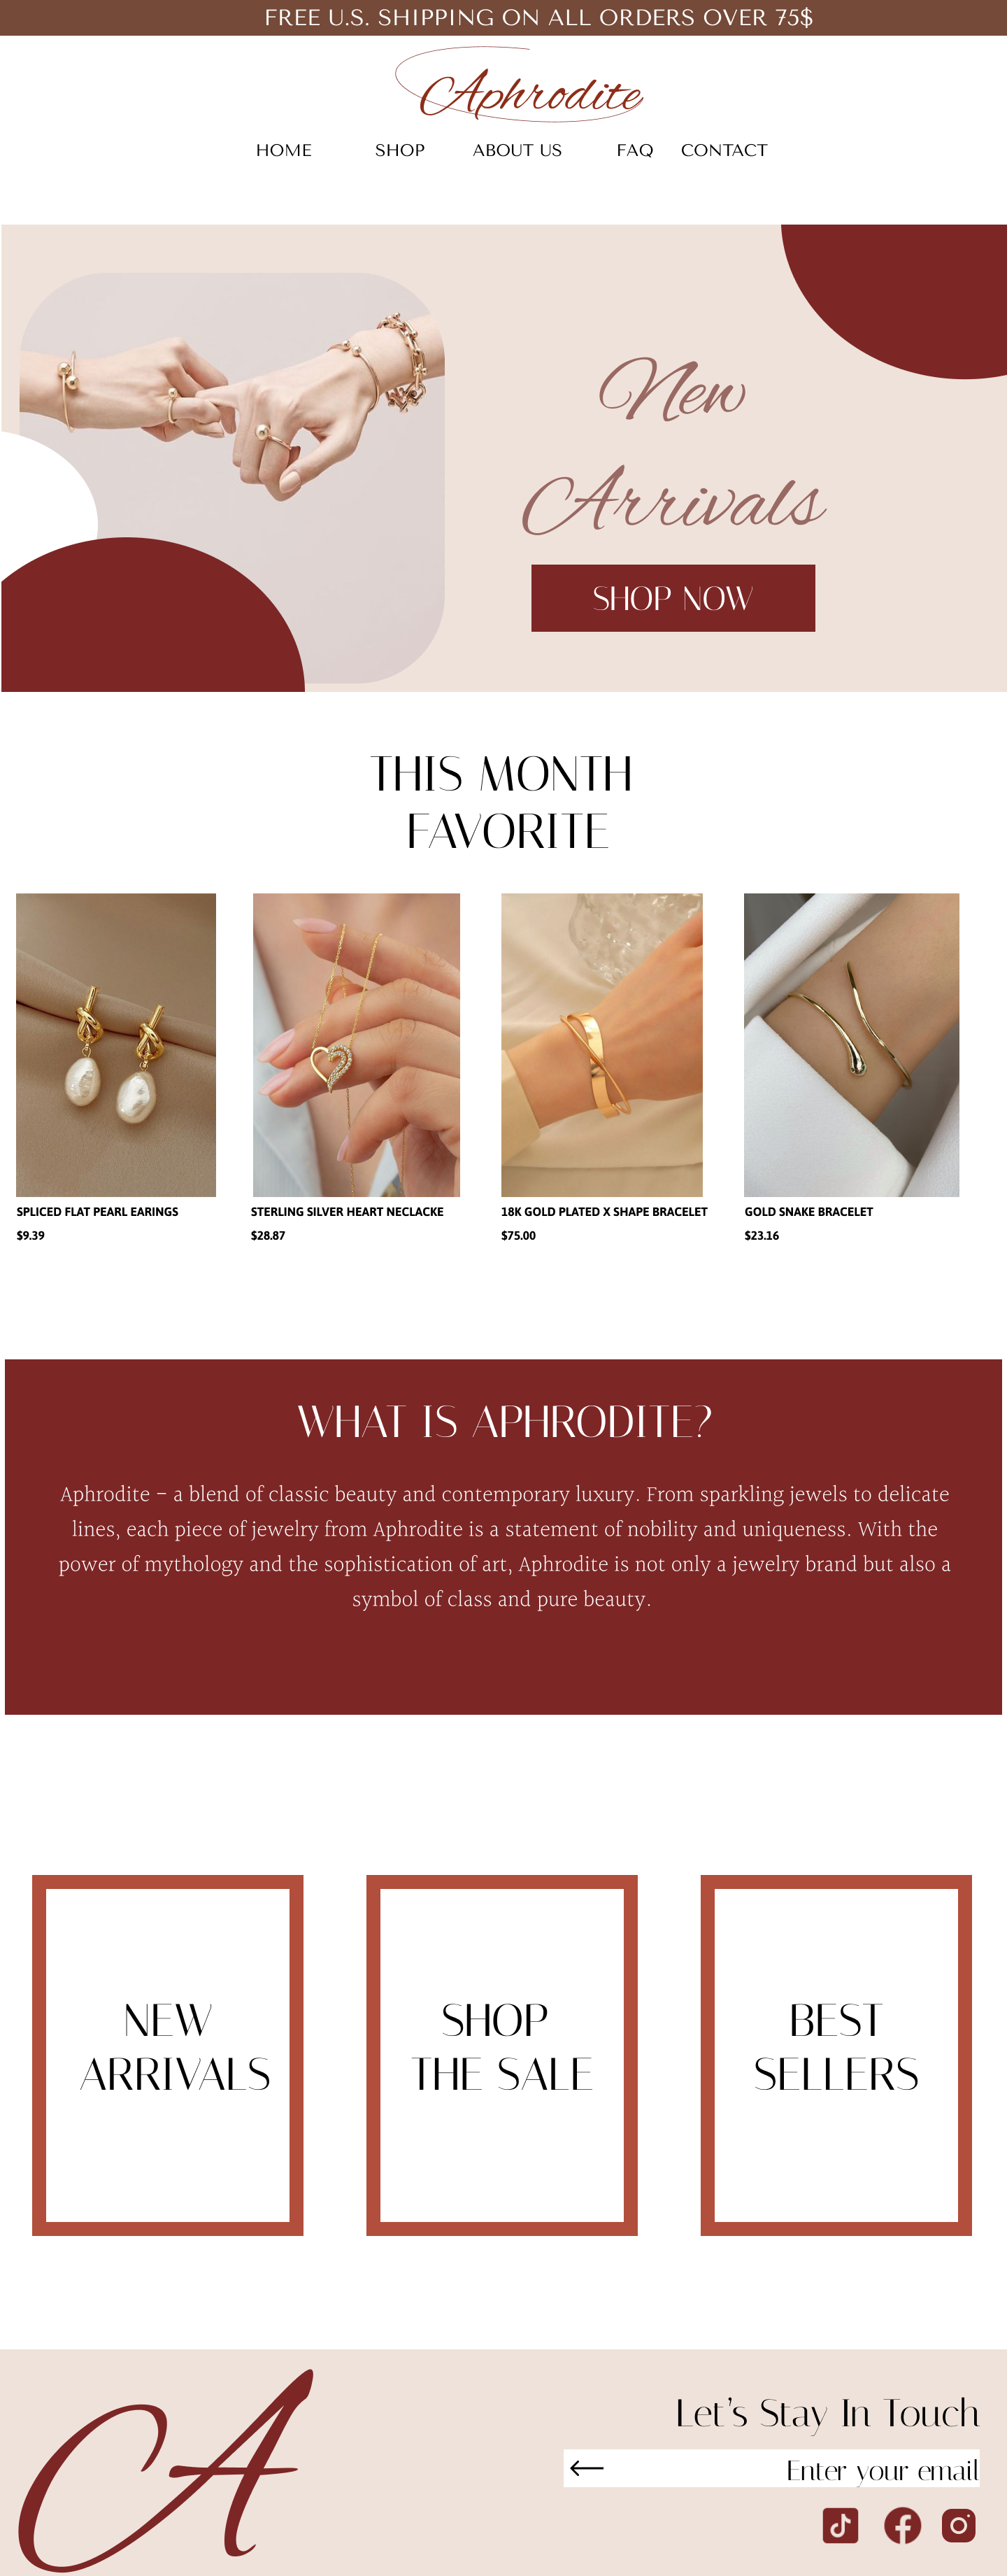 FREE U.S. SHIPPING ON ALL ORDERS OVER 75$
Aphrodite
HOME SHOP ABOUT US FAQ CONTACT
New
Arrivals
SHOP NOW
THIS MONTH
FAVORITE
SPLICED FLAT PEARL EARINGS
$9.39
STERLING SILVER HEART NECLACKE
$28.87
18K GOLD PLATED X SHAPE BRACELET
$75.00
GOLD SNAKE BRACELET
$23.16
WHAT IS APHRODITE?
Aphrodite – a blend of classic beauty and contemporary luxury. From sparkling jewels to delicate
lines, each piece of jewelry from Aphrodite is a statement of nobility and uniqueness. With the
power of mythology and the sophistication of art, Aphrodite is not only a jewelry brand but also a
symbol of class and pure beauty.
NEW
ARRIVALS
SHOP
THE SALE
BEST
SELLERS
A
Let's Stay In Touch
Enter your email